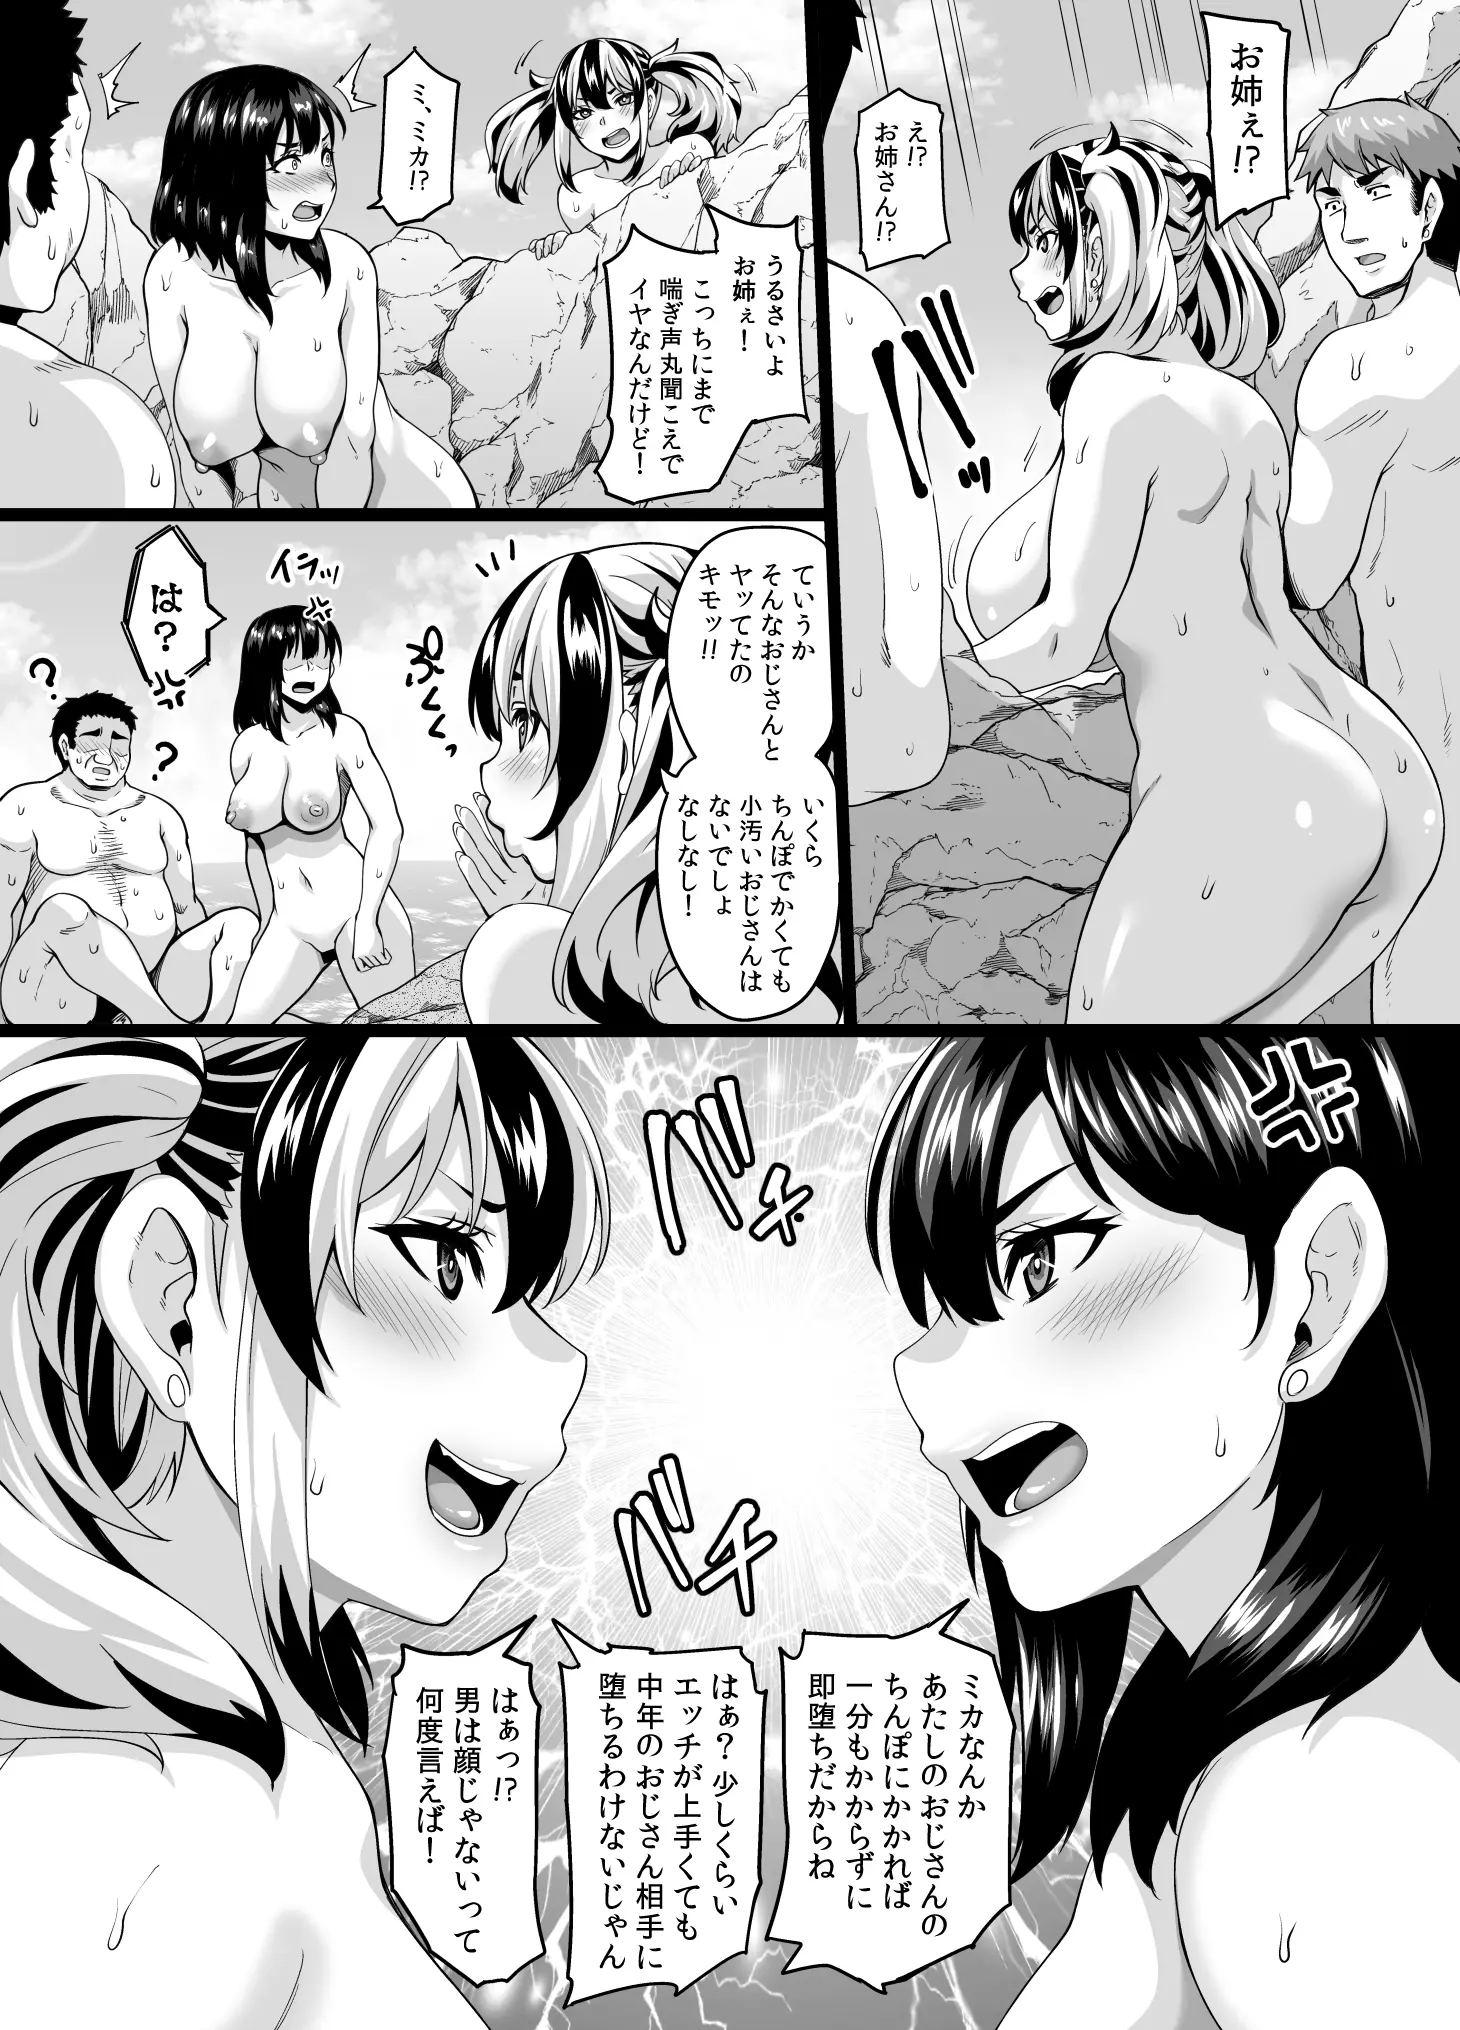 お姉ぇ!?
え!?
お姉さん!?
バッ
ミ、ミカ!?
うるさいよ
お姉ぇ！
こっちにまで
喘ぎ声丸聞こえで
イヤなんだけど！
ていうか
そんなおじさんと
ヤッてたの
キモッ!!
いくら
ちんぽでかくても
小汚いおじさんは
ないでしょ
なしなし！
ぷくくっ
イラッ
は？
?
?
バチ
バチ
ミカなんか
あたしのおじさんの
ちんぽにかかれば
一分もかからずに
即堕ちだからね
はぁ？少しくらい
エッチが上手くても
中年のおじさん相手に
堕ちるわけないじゃん
はぁっ!?
男は顔じゃないって
何度言えば！